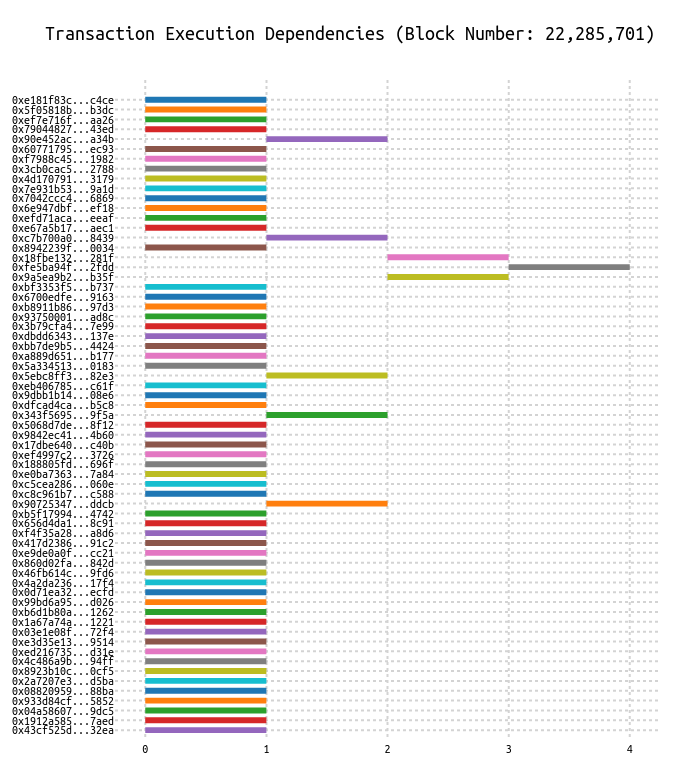 Transaction Execution Dependencies (Block Number: 22,285,701)
0xe181f83c...c4ce
0x5f05818b...b3dc
0xef7e716f...aa26
0x79044827...43ed
0x90e452ac...a34b
0x60771795...ec93
0xf7988c45...1982
0x3cb0cac5...2788
0x4d170791...3179
0x7e931b53...9a1d
0x7042ccc4...6869
0x6e947dbf...ef18
0xefd71aca...eeaf
0xe67a5b17...aec1
0xc7b700a0...8439
0x8942239f...0034
0x18fbe132...281f
0xfe5ba94f...2fdd
0x9a5ea9b2...b35f
0xbf3353f5...b737
0x6700edfe...9163
0xb8911b86...97d3
0x93750001...ad8c
0x3b79cfa4...7e99
0xdbdd6343...137e
0xbb7de9b5...4424
0xa889d651...b177
0x5a334513...0183
0x5ebc8ff3...82e3
0xeb406785...c61f
0x9dbb1b14...08e6
0xdfcad4ca...b5c8
0x343f5695...9f5a
0x5068d7de...8f12
0x9842ec41...4b60
0x17dbe640...c40b
0xef4997c2...3726
0x188805fd...696f
0xe0ba7363...7a84
0xc5cea286...060e
0xc8c961b7...c588
0x90725347...ddcb
0xb5f17994...4742
0x656d4da1...8c91
0xf4f35a28...a8d6
0x417d2386...91c2
0xe9de0a0f...cc21
0x860d02fa...842d
0x46fb614c...9fd6
0x4a2da236...17f4
0x0d71ea32...ecfd
0x99bd6a95...d026
0xb6d1b80a...1262
0x1a67a74a...1221
0x03e1e08f...72f4
0xe3d35e13...9514
0xed216735...d31e
0x4c486a9b...94ff
0x8923b10c...0cf5
0x2a7207e3...d5ba
0x08820959...88ba
0x933d84cf...5852
0x04a58607...9dc5
0x1912a585...7aed
0x43cf525d...32ea
0 1 2 3 4